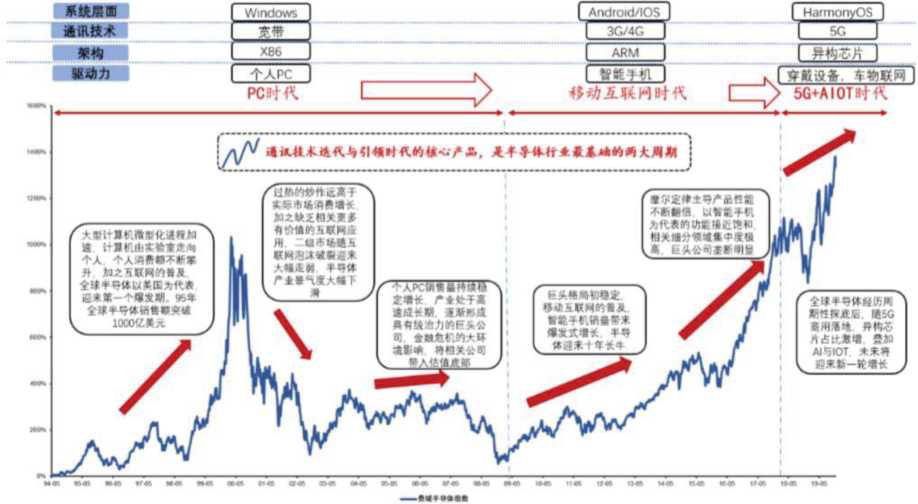 系统层面 Windows Android/IOS HarmonyOS
通讯技术 宽带 3G/4G 5G
架构 X86 ARM 异构芯片
驱动力 个人PC 智能手机 穿戴设备，车物联网
PC时代 移动互联网时代 5G+AIOT时代
通讯技术迭代与引领时代的核心产品，是半导体行业最基础的两大周期
大型计算机微型化进程加
速，计算机由实验室走向
个人，个人消费额不断攀
升，加之互联网的普及，
全球半导体以美国为代表，
迎来第一个爆发期。95年
全球半导体销售额突破
1000亿美元
过热的炒作远高于
实际市场消费增长，
加之缺乏相关更多
有价值的互联网应
用，二级市场随互
联网泡沫破裂迎来
大幅走弱，半导体
产业景气度大幅下
滑
个人PC销售量持续稳
定增长，产业处于高
速成长期，逐渐形成
具有统治力的巨头公
司，金融危机的大环
境影响，将相关公司
带入估值底部
巨头格局初稳定，
移动互联网的普及，
智能手机销量带来
爆发式增长，半导
体迎来十年长牛
摩尔定律主导产品性能
不断翻倍，以智能手机
为代表的功能接近饱和，
相关细分领域集中度极
高，巨头公司垄断明显
全球半导体经历周
期性探底后，随5G
商用落地，异构芯
片占比激增，叠加
AI与IOT，未来将
迎来新一轮增长
1600%
1400%
1200%
1000%
800%
600%
400%
200%
0%
94-05 95-05 96-05 97-05 98-05 99-05 00-05 01-05 02-05 03-05 04-05 05-05 06-05 07-05 08-05 09-05 10-05 11-05 12-05 13-05 14-05 15-05 16-05 17-05 18-05 19-05
费城半导体指数